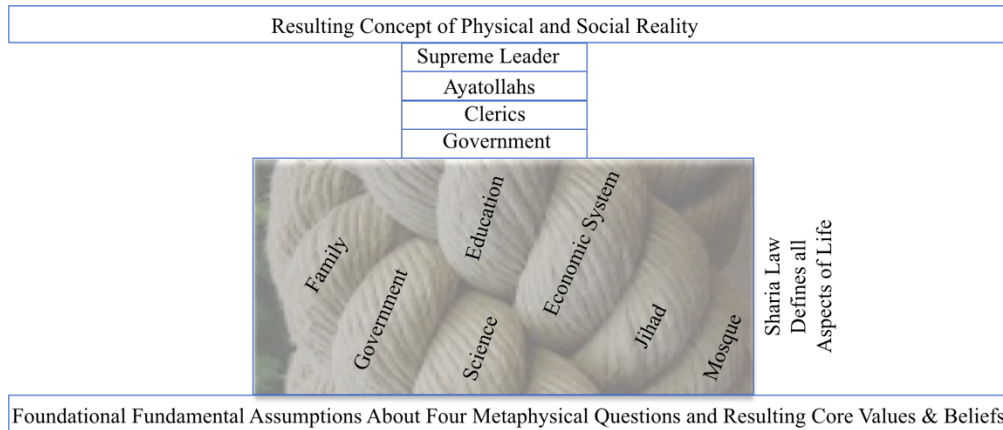 Resulting Concept of Physical and Social Reality
Supreme Leader
Ayatollahs
Clerics
Government
Family
Government
Education
Science
Economic System
Jihad
Mosque
Sharia Law
Defines all
Aspects of Life
Foundational Fundamental Assumptions About Four Metaphysical Questions and Resulting Core Values & Beliefs